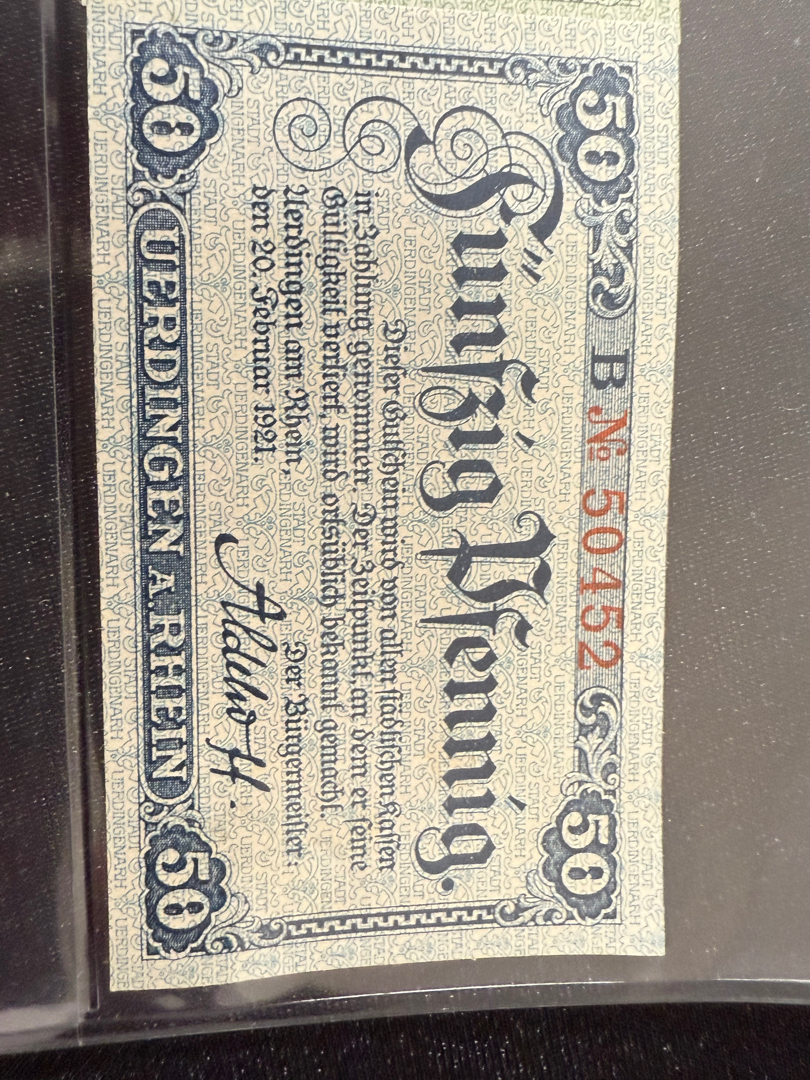 50 B № 50452 50
Fünfzig Pfennig.
Dieser Gutschein wird von allen städtischen Kassen
in Zahlung genommen. Der Zeitpunkt, an dem er seine
Gültigkeit verliert, wird ortsüblich bekannt gemacht.
Uerdingen am Rhein,
den 20. Februar 1921.
Der Bürgermeister:
50 UERDINGEN A. RHEIN 50